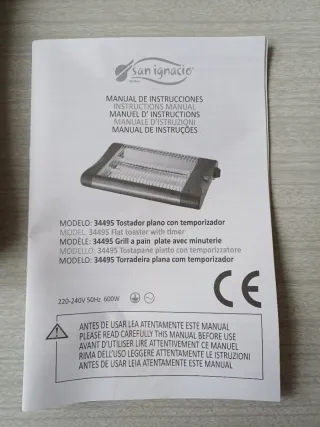 san ignacio
MANUAL DE INSTRUCCIONES
INSTRUCTIONS MANUAL
MANUEL D' INSTRUCTIONS
MANUALE D'ISTRUZIONI
MANUAL DE INSTRUÇÕES
MODELO: 34495 Tostador plano con temporizador
MODEL: 34495 Flat toaster with timer
MODÈLE: 34495 Grill a pain plate avec minuterie
MODELLO: 34495 Tostapane piatto con temporizzatore
MODELO: 34495 Torradeira plana com temporizador
220-240V 50Hz. 600W
CE
ANTES DE USAR LEA ATENTAMENTE ESTE MANUAL
PLEASE READ CAREFULLY THIS MANUAL BEFORE USE
AVANT D'UTILISER LIRE ATTENTIVEMENT CE MANUEL
RIMA DELL'USO LEGGERE ATTENTAMENTE LE ISTRUZIONI
ANTES DE USAR LEIA ATENTAMENTE ESTE MANUAL